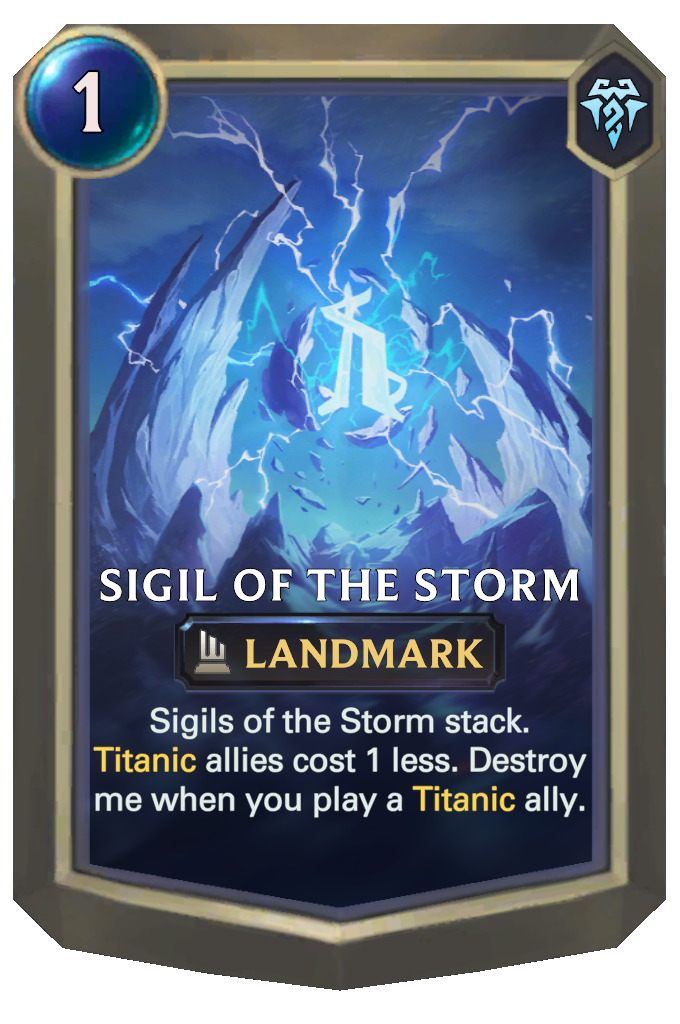 1
SIGIL OF THE STORM
LANDMARK
Sigils of the Storm stack.
Titanic allies cost 1 less. Destroy
me when you play a Titanic ally.